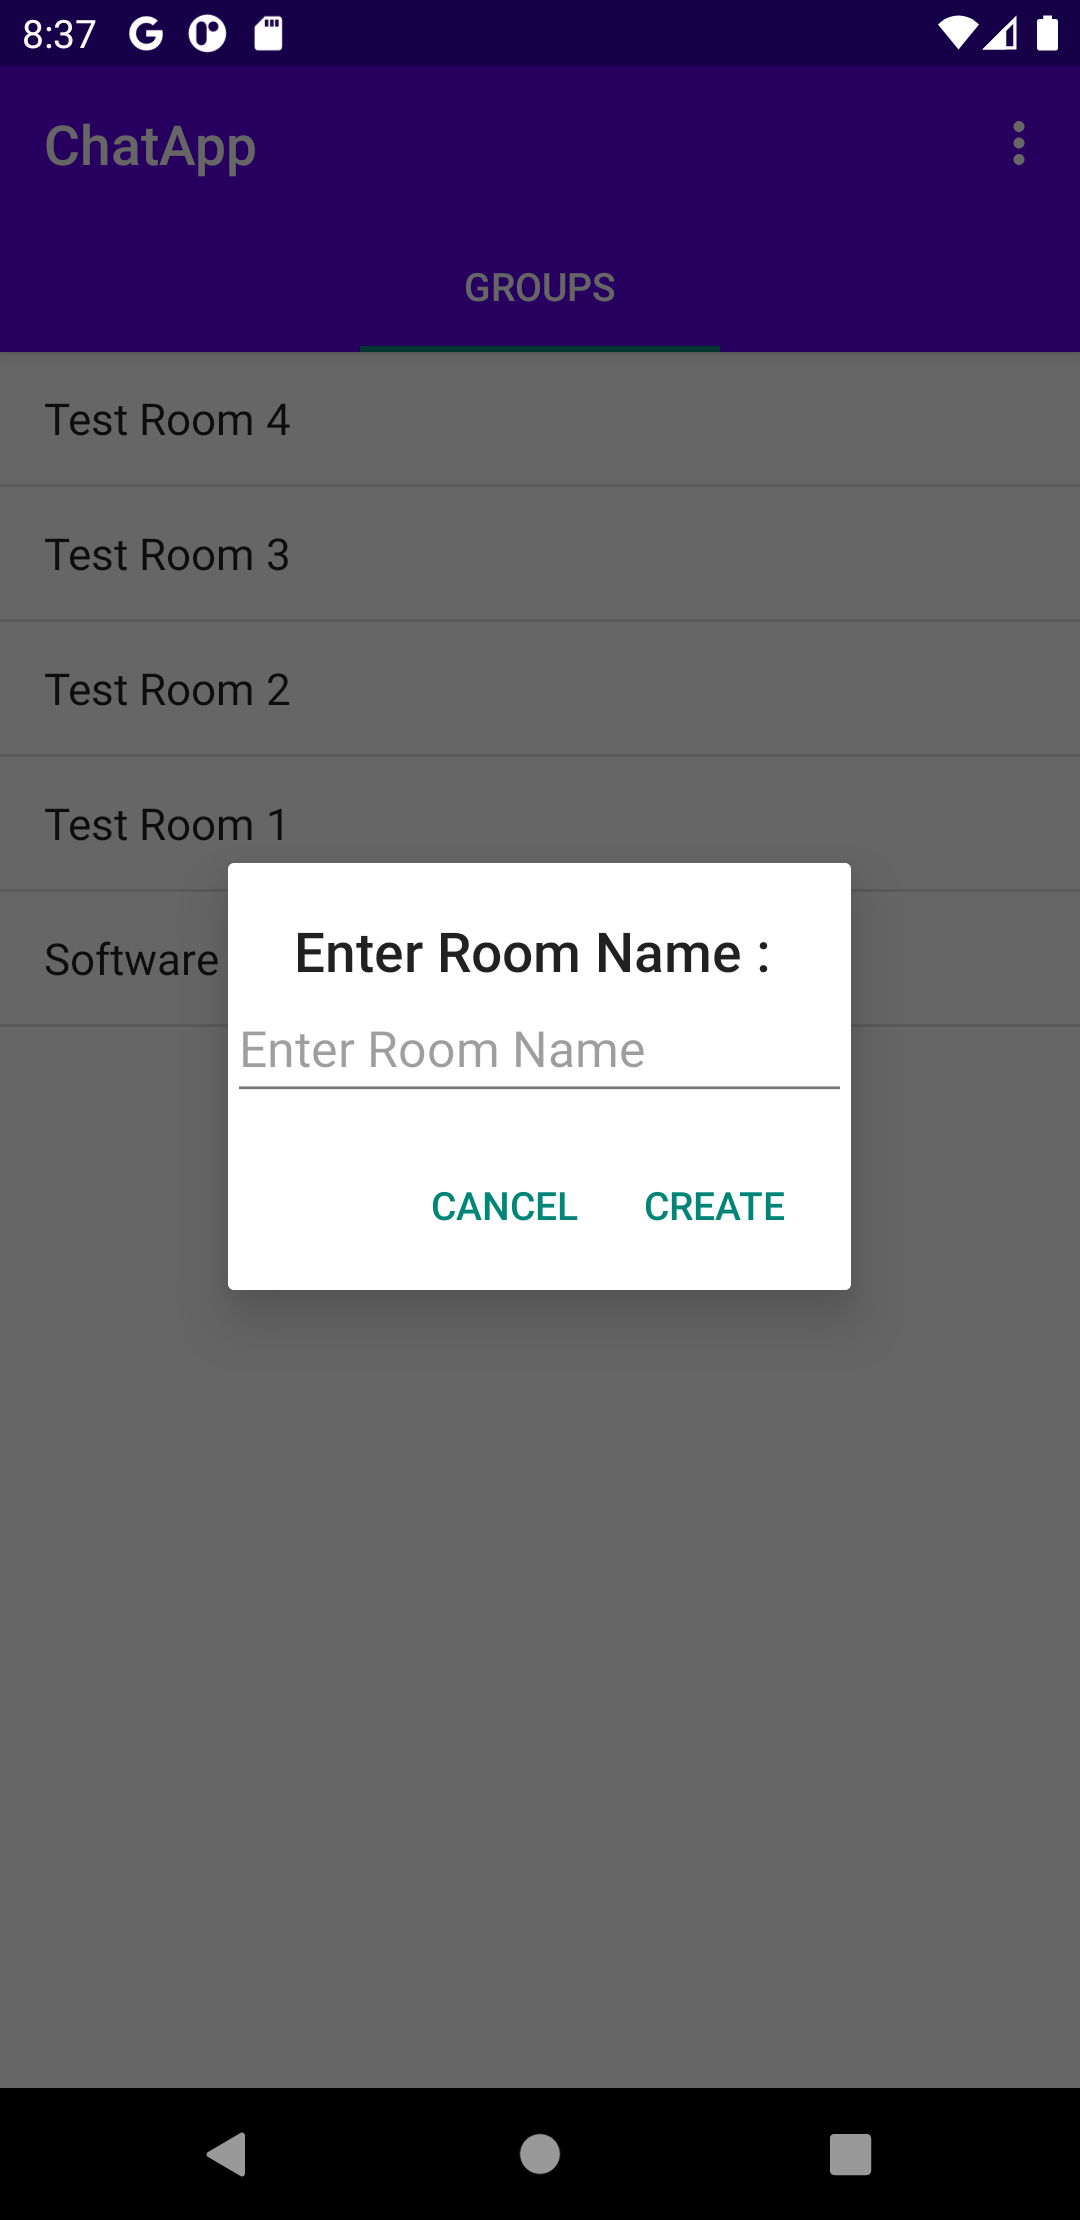 8:37
ChatApp
GROUPS
Test Room 4
Test Room 3
Test Room 2
Test Room 1
Software
Enter Room Name :
Enter Room Name
CANCEL CREATE